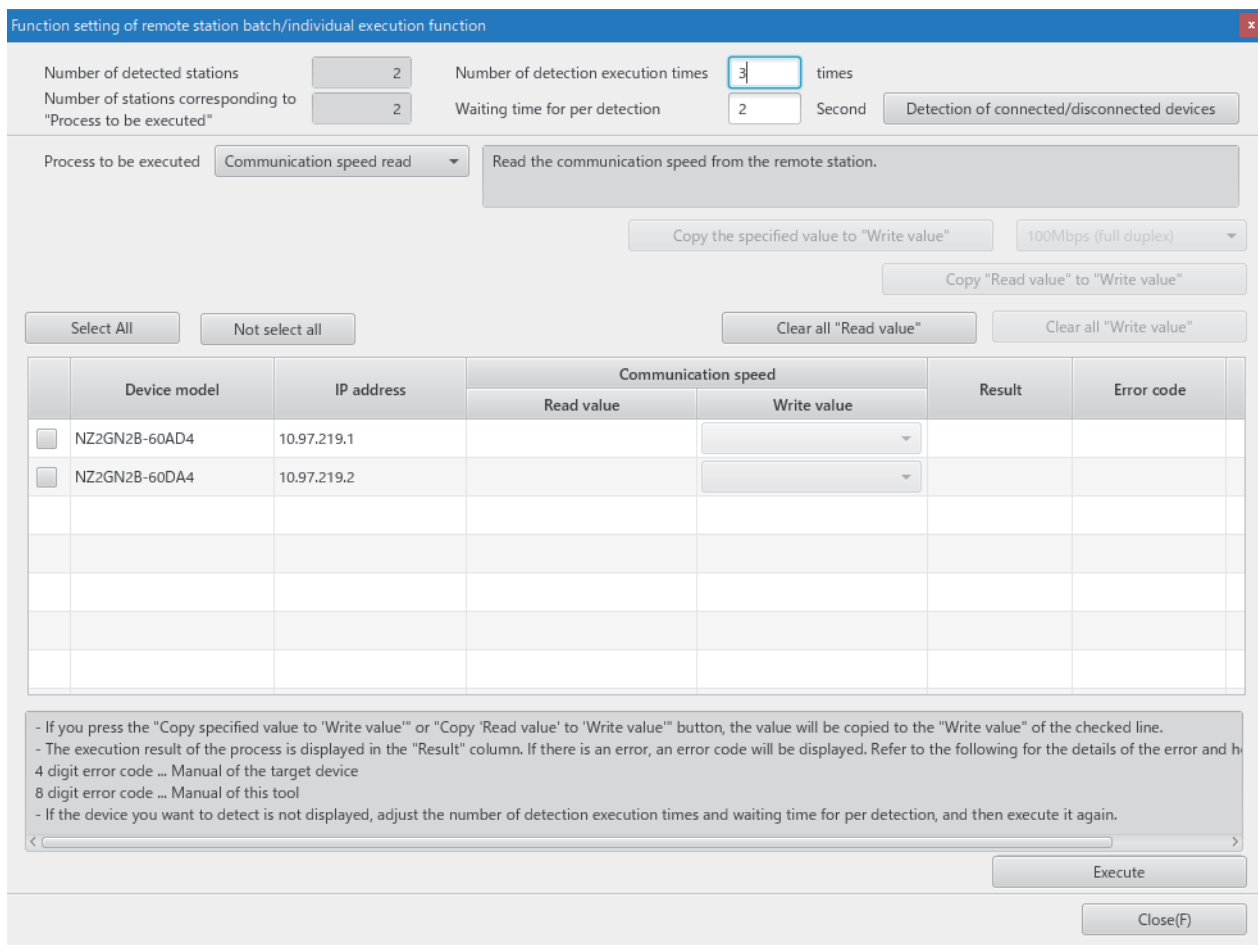 Function setting of remote station batch/individual execution function
x
Number of detected stations 2 Number of detection execution times 3 times
Number of stations corresponding to
"Process to be executed" 2 Waiting time for per detection 2 Second Detection of connected/disconnected devices
Process to be executed Communication speed read Read the communication speed from the remote station.
Copy the specified value to "Write value" 100Mbps (full duplex)
Copy "Read value" to "Write value"
Select All Not select all Clear all "Read value" Clear all "Write value"
Device model IP address Communication speed Result Error code
Read value Write value
NZ2GN2B-60AD4 10.97.219.1
NZ2GN2B-60DA4 10.97.219.2
- If you press the "Copy specified value to 'Write value'" or "Copy 'Read value' to 'Write value'" button, the value will be copied to the "Write value" of the checked line.
- The execution result of the process is displayed in the "Result" column. If there is an error, an error code will be displayed. Refer to the following for the details of the error and
4 digit error code ... Manual of the target device
8 digit error code ... Manual of this tool
- If the device you want to detect is not displayed, adjust the number of detection execution times and waiting time for per detection, and then execute it again.
Execute
Close(F)